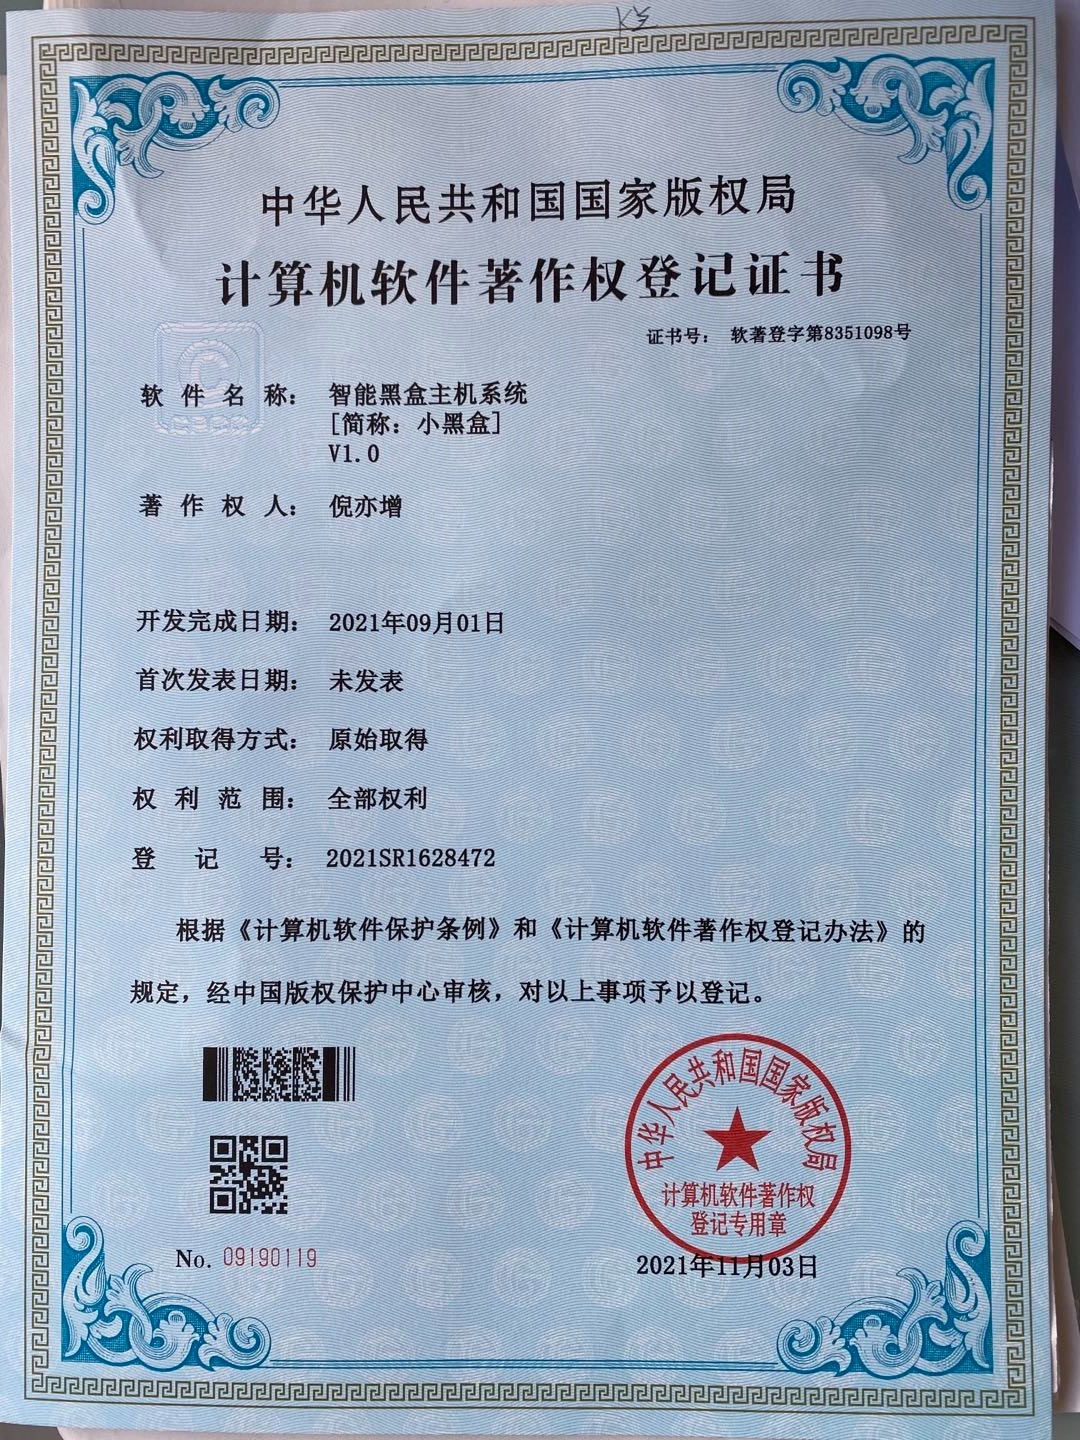 中华人民共和国国家版权局
计算机软件著作权登记证书
证书号： 软著登字第8351098号
软件名称： 智能黑盒主机系统
[简称：小黑盒]
V1.0
著作权人： 倪亦增
开发完成日期： 2021年09月01日
首次发表日期： 未发表
权利取得方式： 原始取得
权利范围： 全部权利
登记号： 2021SR1628472
根据《计算机软件保护条例》和《计算机软件著作权登记办法》的
规定，经中国版权保护中心审核，对以上事项予以登记。
中华人民共和国国家版权局
计算机软件著作权
登记专用章
No. 09190119
2021年11月03日